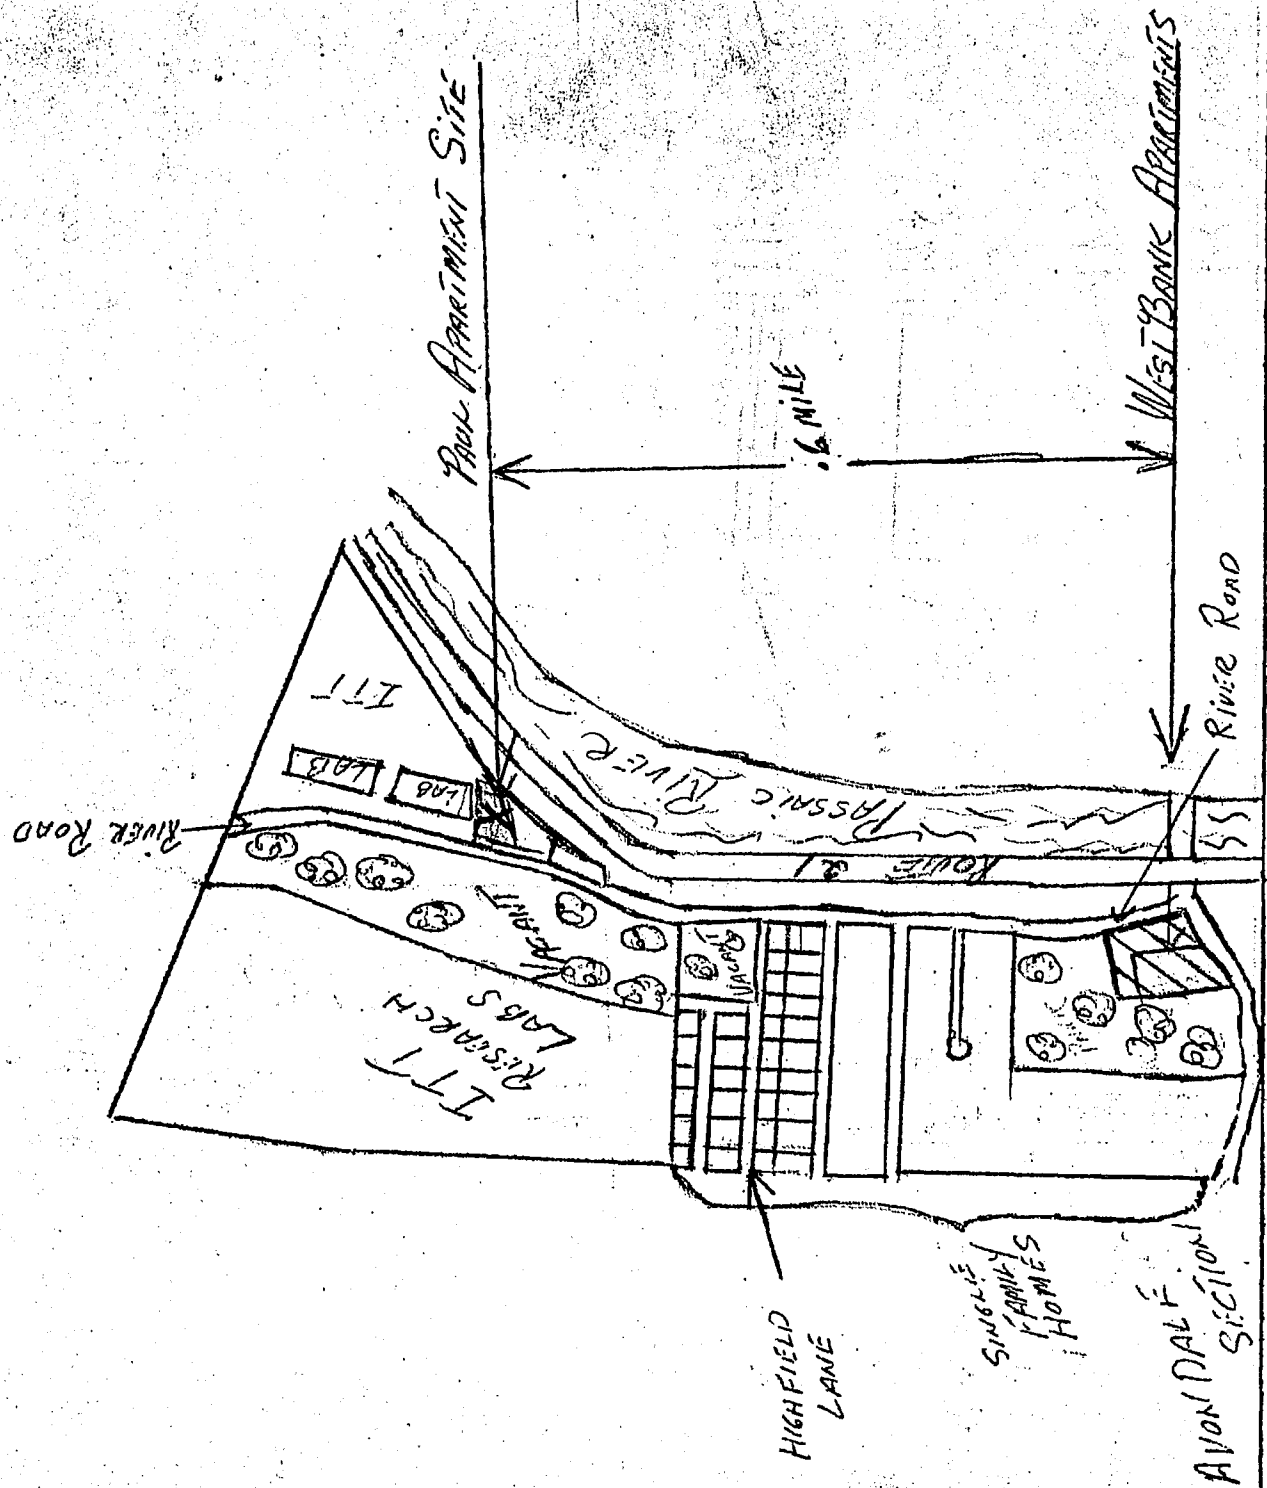 PARK APARTMENT SITE
WEST BANK APARTMENTS
.6 MILE
RIVER ROAD
ITT
LAB
LAB
RIVER ROAD
PASSAIC RIVER
ROUTE 21
VACANT
VACANT
ITT
RESEARCH
LABS
HIGHFIELD
LANE
SINGLE
FAMILY
HOMES
AVONDALE
SECTION